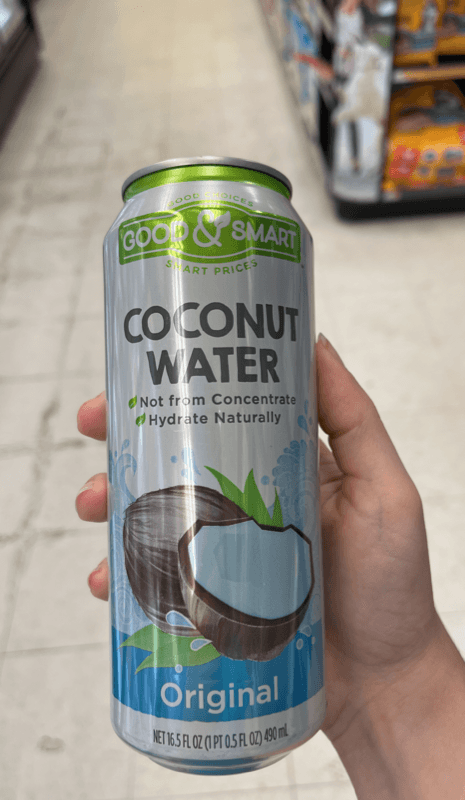 GOOD CHOICES
GOOD & SMART
SMART PRICES
COCONUT
WATER
Not from Concentrate
Hydrate Naturally
Original
NET 16.5 FL OZ (1 PT 0.5 FL OZ) 490 mL